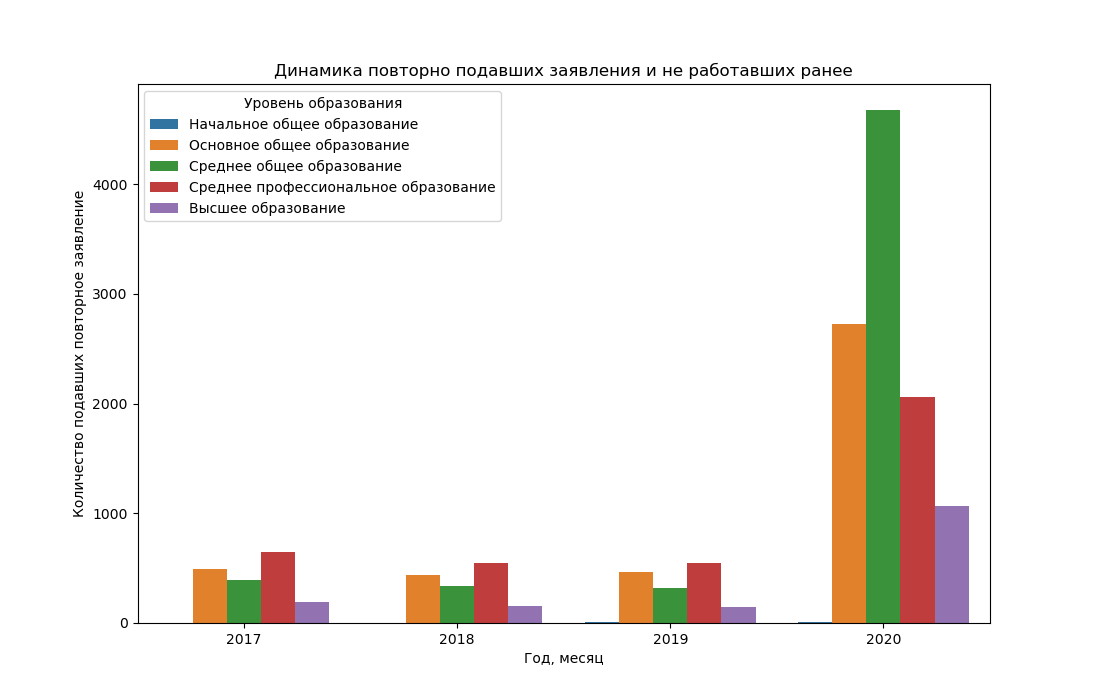 Динамика повторно подавших заявления и не работавших ранее
Уровень образования
Начальное общее образование
Основное общее образование
Среднее общее образование
Среднее профессиональное образование
Высшее образование
Количество подавших повторное заявление
4000
3000
2000
1000
0
2017
2018
2019
2020
Год, месяц